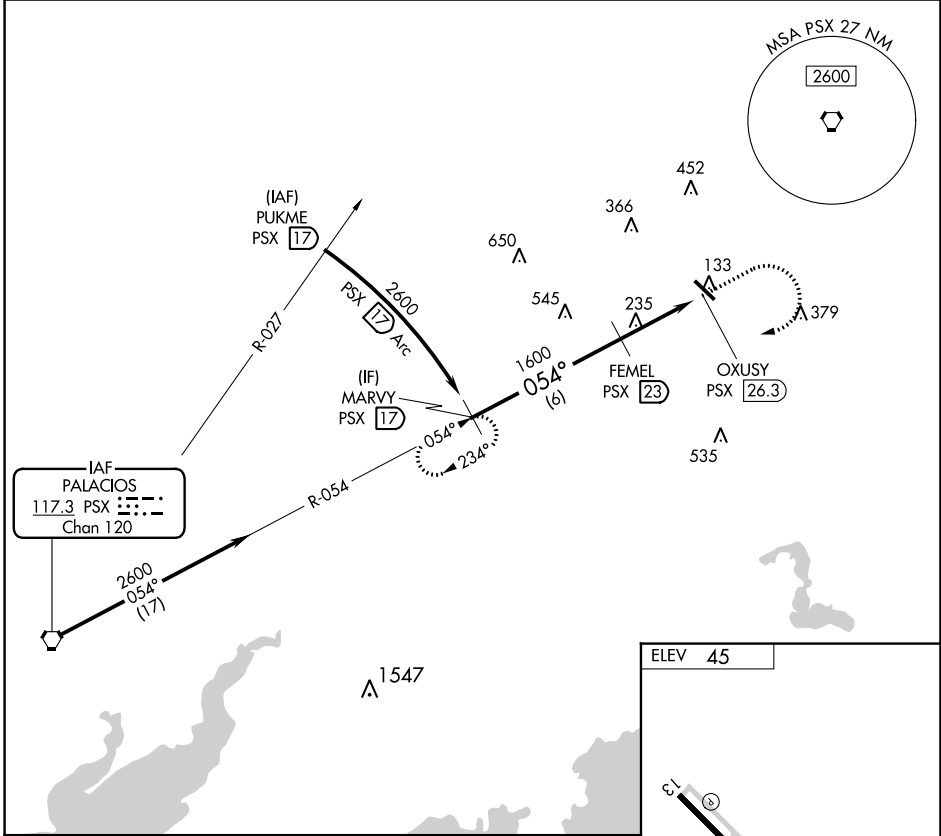 MSA PSX 27 NM
2600
452
(IAF)
PUKME
PSX 17
366
650
133
2600
PSX 17 Arc
545
235
379
R-027
1600
054°
(6)
FEMEL
PSX 23
OXUSY
PSX 26.3
(IF)
MARVY
PSX 17
054°
234°
535
IAF
PALACIOS
117.3 PSX
Chan 120
R-054
2600
054°
(17)
1547
ELEV 45
13
P